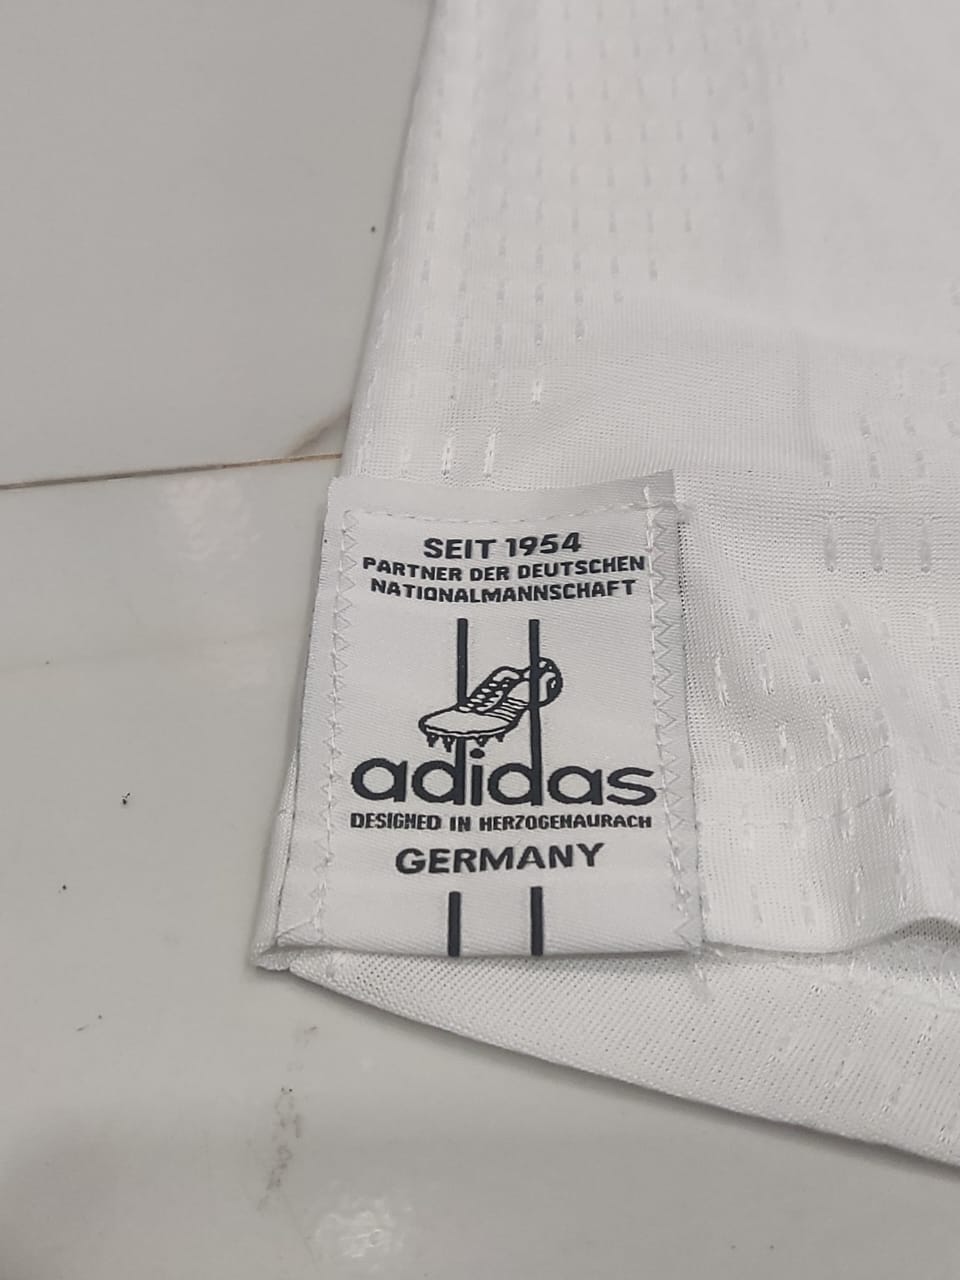 SEIT 1954
PARTNER DER DEUTSCHEN
NATIONALMANNSCHAFT
adidas
DESIGNED IN HERZOGENAURACH
GERMANY